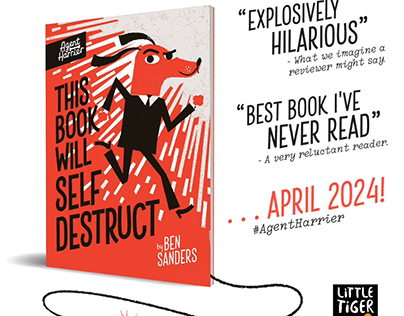 Agent
Harrier
THIS
BOOK
WILL
SELF
DESTRUCT
by BEN
SANDERS
“EXPLOSIVELY
HILARIOUS”
- What we imagine a
reviewer might say.
“BEST BOOK I'VE
NEVER READ”
- A very reluctant reader.
. . . APRIL 2024!
#AgentHarrier
LiTTLE
TiGER